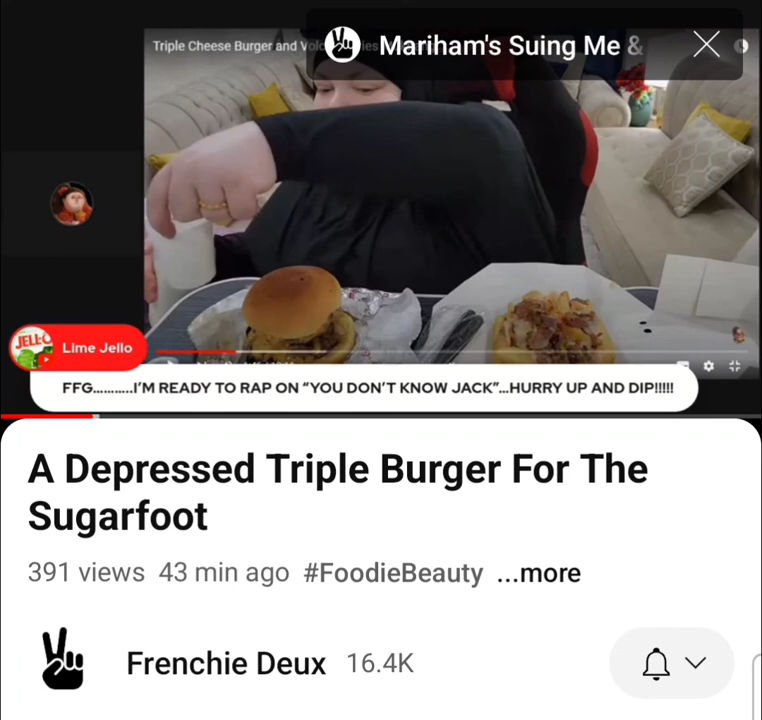 Triple Cheese Burger and
Mariham's Suing Me &
JELL-O
Lime Jello
FFG...........I'M READY TO RAP ON “YOU DON'T KNOW JACK”...HURRY UP AND DIP!!!!!
A Depressed Triple Burger For The
Sugarfoot
391 views 43 min ago #FoodieBeauty ...more
Frenchie Deux 16.4K